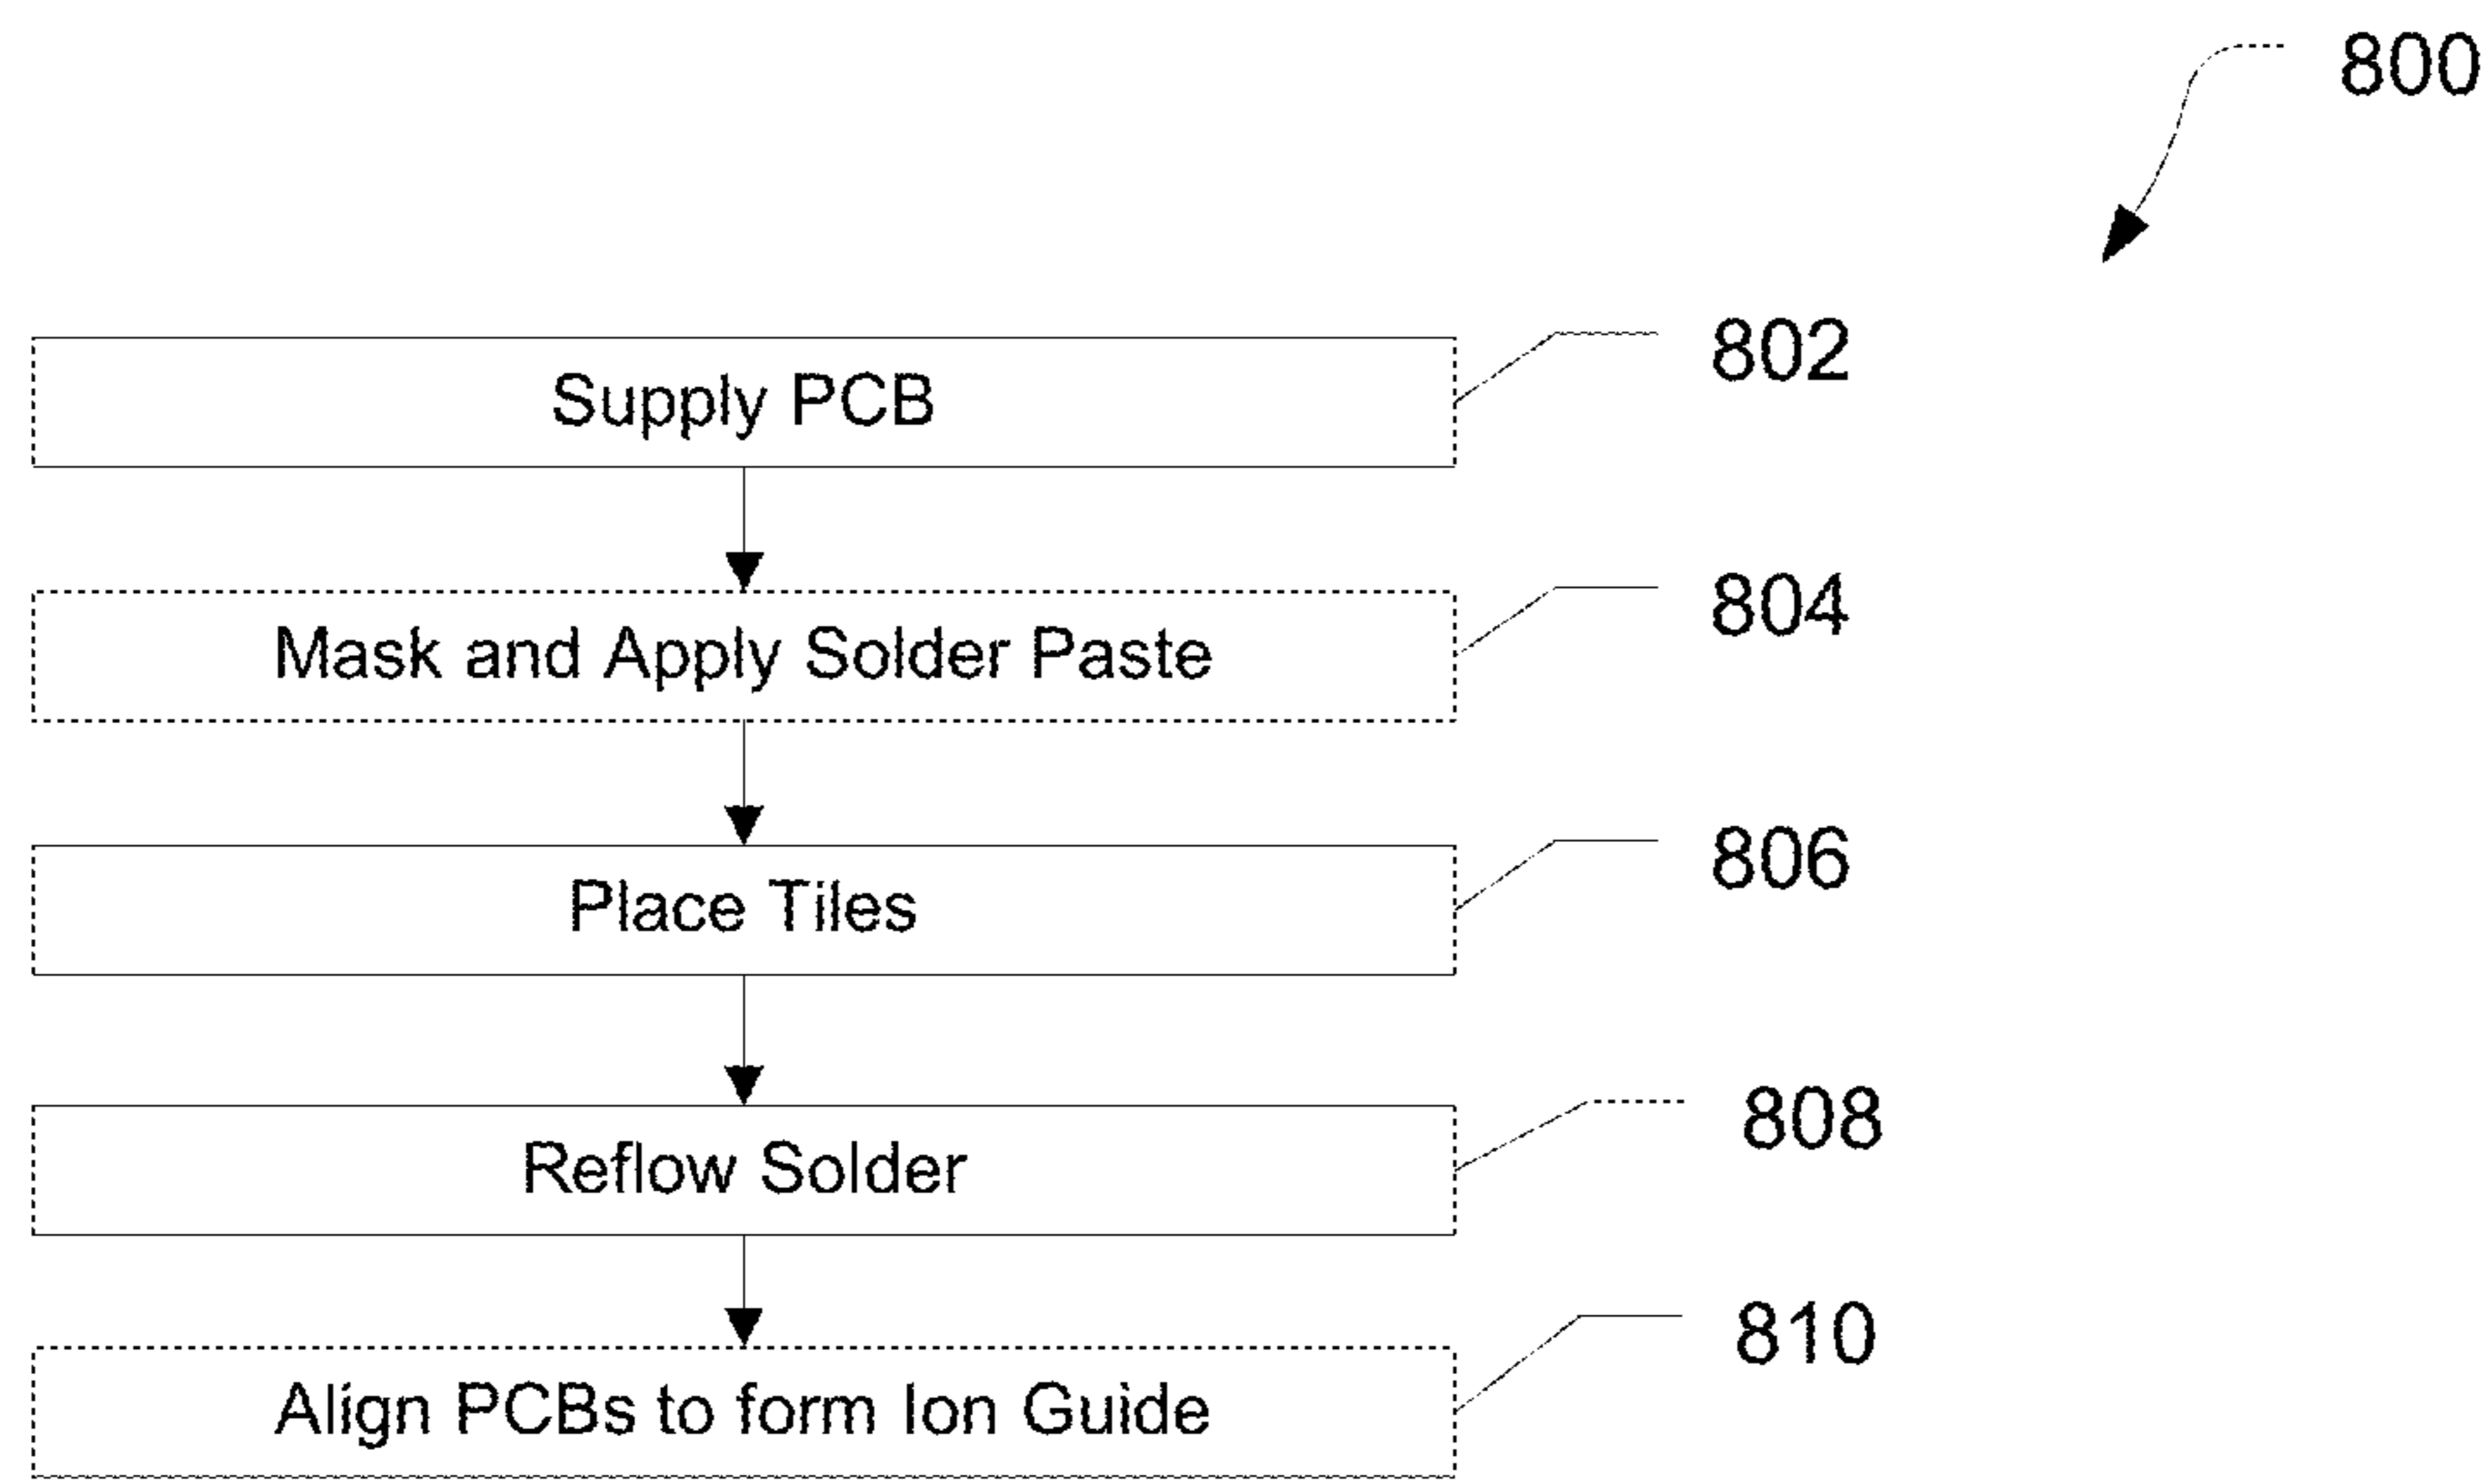 800
Supply PCB
802
Mask and Apply Solder Paste
804
Place Tiles
806
Reflow Solder
808
Align PCBs to form Ion Guide
810